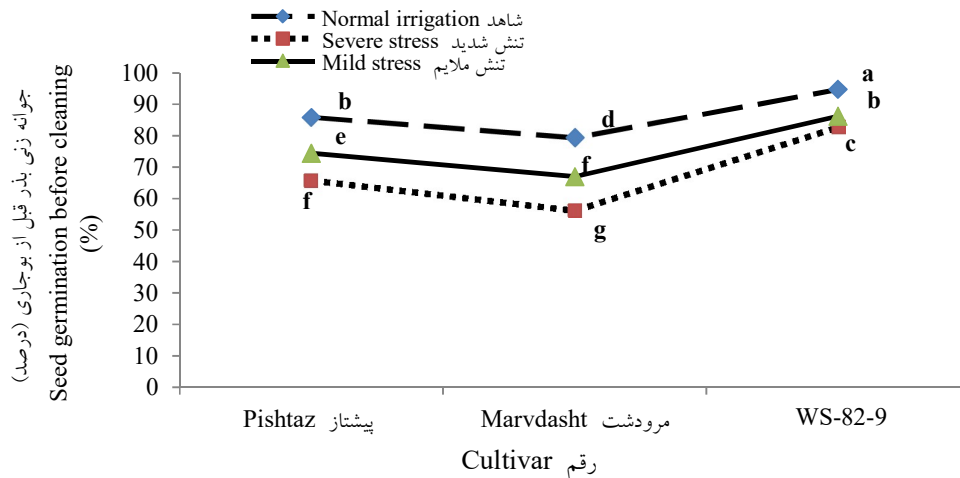 Normal irrigation شاهد
Severe stress تنش شدید
Mild stress تنش ملایم
جوانه زنی بذر قبل از بوجاری (درصد)
Seed germination before cleaning
(%)
100
90
80
70
60
50
40
30
20
10
0
b
d
a
e
f
b
f
g
c
Pishtaz پیشتاز
Marvdasht مرودشت
WS-82-9
Cultivar رقم